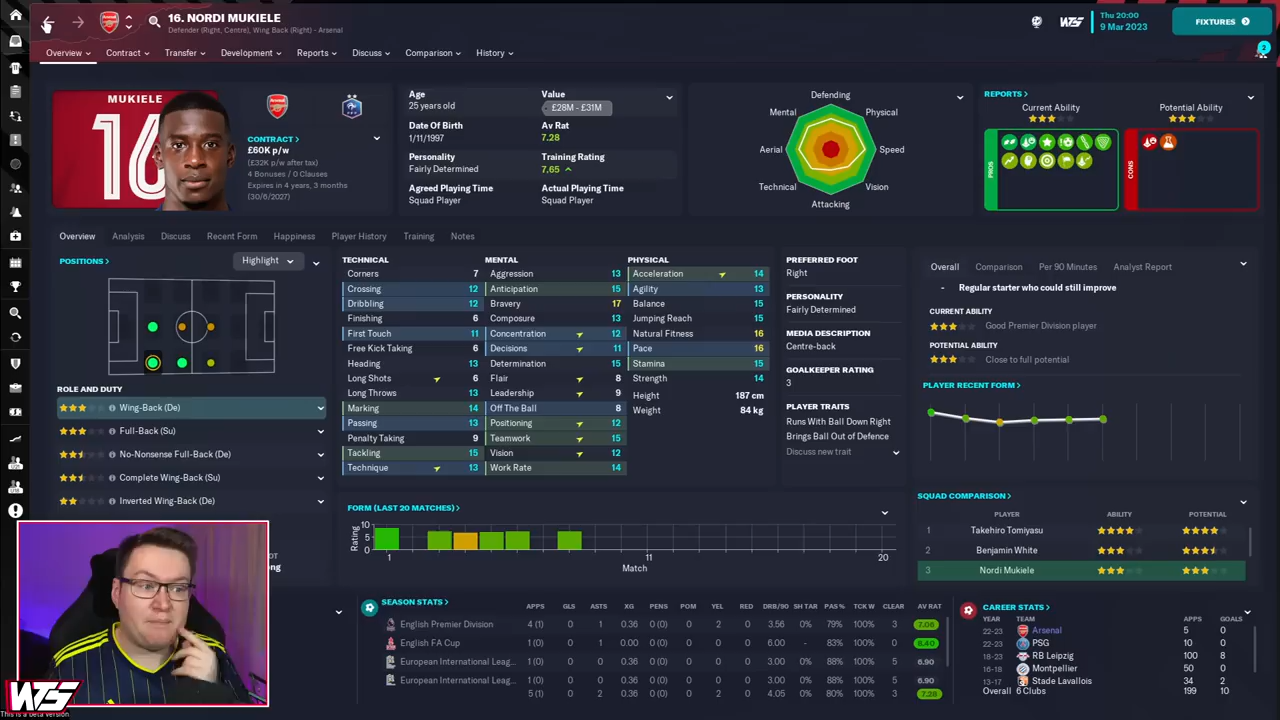 16. NORDI MUKIELE
Defender (Right, Centre), Wing Back (Right) - Arsenal
Thu 20:00
9 Mar 2023
FIXTURES
2
Overview
Contract
Transfer
Development
Reports
Discuss
Comparison
History
MUKIELE
16
CONTRACT >
£60K p/w
(£32K p/w after tax)
4 Bonuses / 0 Clauses
Expires in 4 years, 3 months
(30/6/2027)
Age
25 years old
Value
£28M - £31M
Date Of Birth
1/11/1997
Av Rat
7.28
Personality
Fairly Determined
Training Rating
7.65
Agreed Playing Time
Squad Player
Actual Playing Time
Squad Player
Defending
Mental
Physical
Aerial
Speed
Technical
Vision
Attacking
REPORTS >
Current Ability
Potential Ability
PROS
CONS
Overview
Analysis
Discuss
Recent Form
Happiness
Player History
Training
Notes
POSITIONS >
Highlight
ROLE AND DUTY
Wing-Back (De)
Full-Back (Su)
No-Nonsense Full-Back (De)
Complete Wing-Back (Su)
Inverted Wing-Back (De)
TECHNICAL
Corners 7
Crossing 12
Dribbling 12
Finishing 6
First Touch 11
Free Kick Taking 6
Heading 13
Long Shots 6
Long Throws 13
Marking 14
Passing 13
Penalty Taking 9
Tackling 15
Technique 13
MENTAL
Aggression 13
Anticipation 15
Bravery 17
Composure 13
Concentration 12
Decisions 11
Determination 15
Flair 8
Leadership 9
Off The Ball 8
Positioning 12
Teamwork 15
Vision 12
Work Rate 14
PHYSICAL
Acceleration 14
Agility 13
Balance 15
Jumping Reach 15
Natural Fitness 16
Pace 16
Stamina 15
Strength 14
Height 187 cm
Weight 84 kg
PREFERRED FOOT
Right
PERSONALITY
Fairly Determined
MEDIA DESCRIPTION
Centre-back
GOALKEEPER RATING
3
PLAYER TRAITS
Runs With Ball Down Right
Brings Ball Out of Defence
Discuss new trait
Overall
Comparison
Per 90 Minutes
Analyst Report
- Regular starter who could still improve
CURRENT ABILITY
Good Premier Division player
POTENTIAL ABILITY
Close to full potential
PLAYER RECENT FORM >
FORM (LAST 20 MATCHES) >
Rating
10
5
0
1
11
20
Match
SQUAD COMPARISON >
PLAYER ABILITY POTENTIAL
1 Takehiro Tomiyasu
2 Benjamin White
3 Nordi Mukiele
SEASON STATS >
APPS GLS ASTS XG PENS POM YEL RED DRB/90 SH TAR PAS % TCK W CLEAR AV RAT
English Premier Division 4 (1) 0 1 0.36 0 (0) 0 2 0 3.56 0% 79% 100% 3 7.06
English FA Cup 1 (0) 0 1 0.00 0 (0) 0 0 0 6.00 - 83% 100% 3 8.40
European International Leag... 1 (0) 0 0 0.36 0 (0) 0 0 0 3.00 0% 88% 100% 5 6.90
European International Leag... 1 (0) 0 0 0.36 0 (0) 0 0 0 3.00 0% 88% 100% 5 6.90
5 (1) 0 2 0.36 0 (0) 0 2 0 4.05 0% 80% 100% 3 7.28
CAREER STATS >
YEAR TEAM APPS GOALS
22-23 Arsenal 5 0
22-23 PSG 10 0
18-23 RB Leipzig 100 8
16-18 Montpellier 50 0
13-17 Stade Lavallois 34 2
Overall 6 Clubs 199 10
WTS
This is a beta version